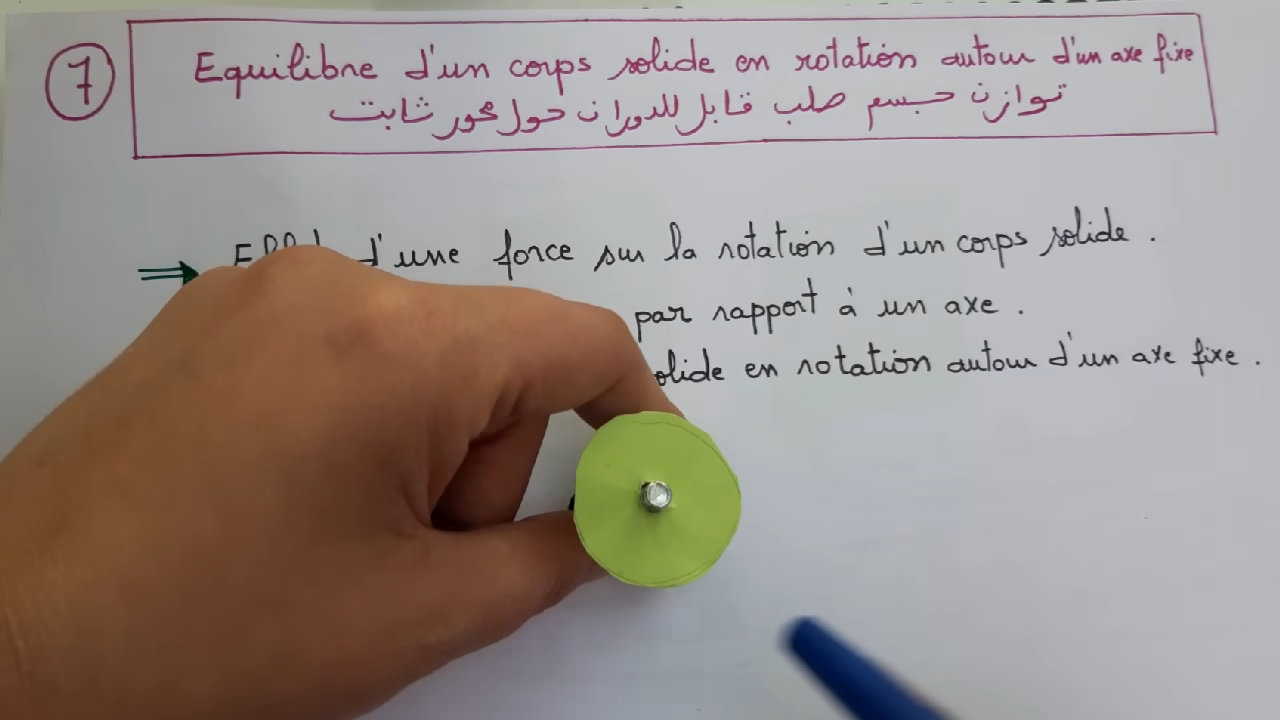 7
Equilibre d'un corps solide en rotation autour d'un axe fixe
توازن جسم صلب قابل للدوران حول محور ثابت
⇒ d'une force sur la rotation d'un corps solide.
par rapport à un axe.
solide en rotation autour d'un axe fixe.